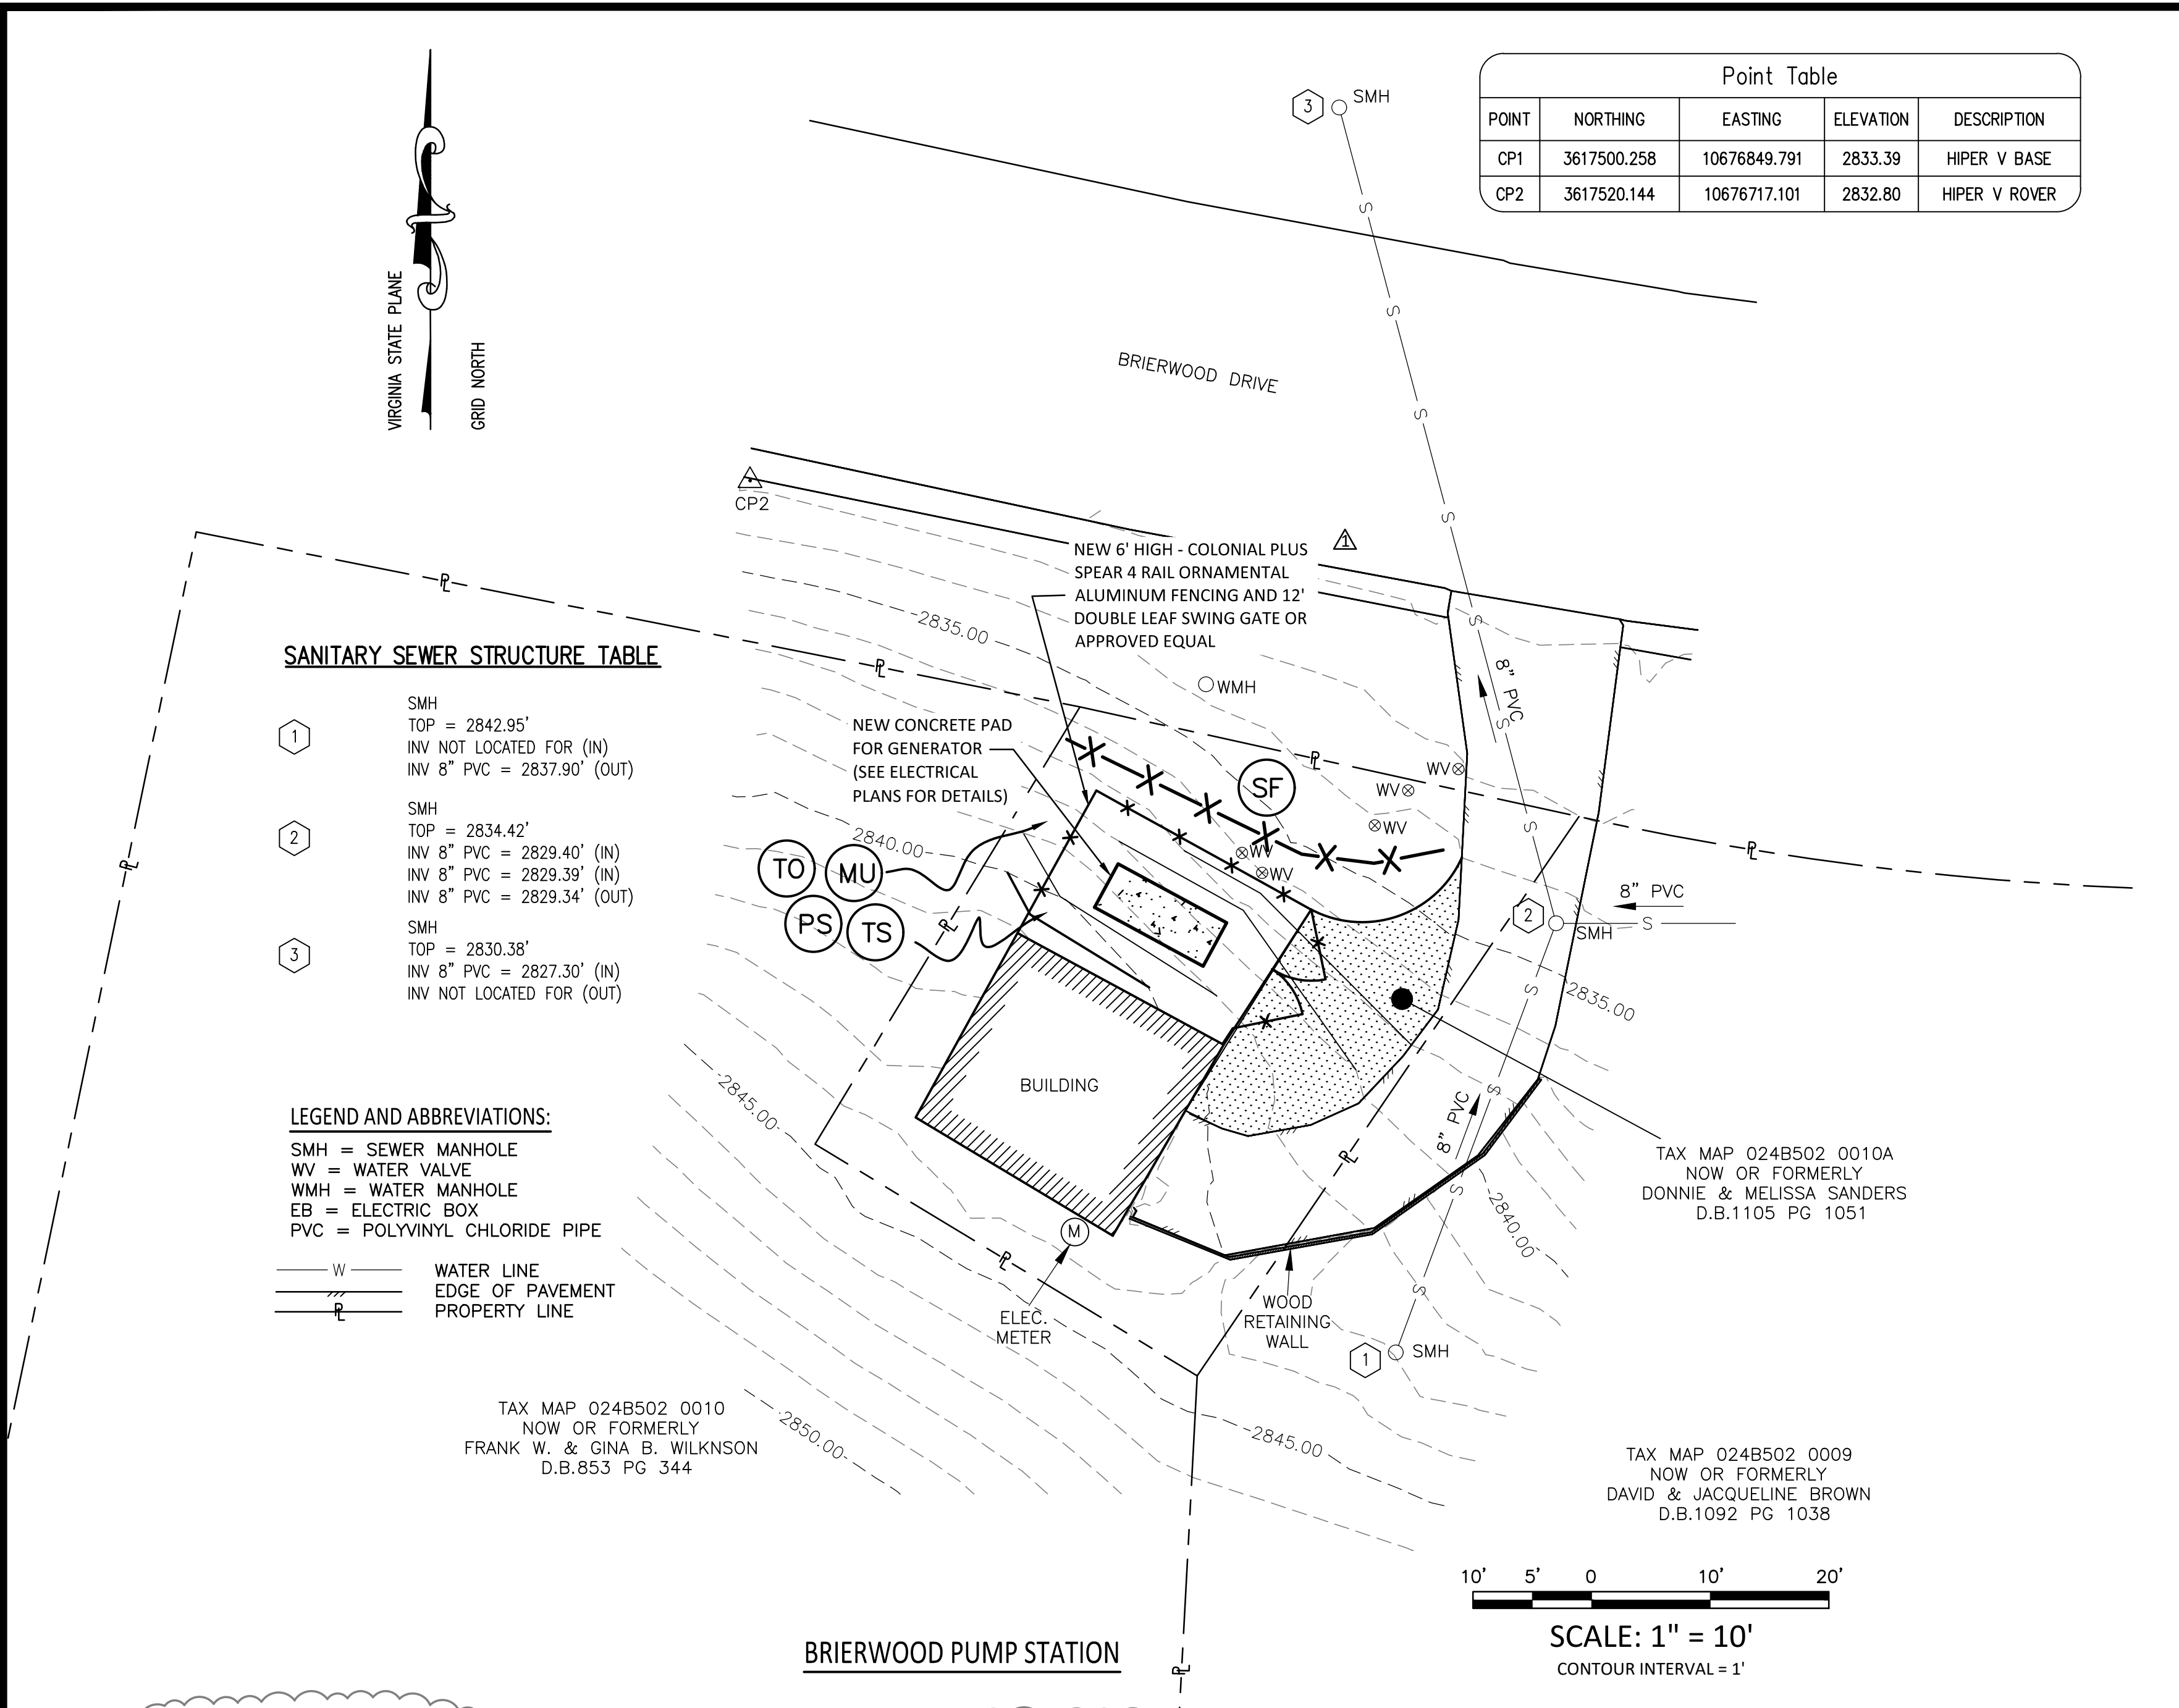 Point Table
POINT NORTHING EASTING ELEVATION DESCRIPTION
CP1 3617500.258 10676849.791 2833.39 HIPER V BASE
CP2 3617520.144 10676717.101 2832.80 HIPER V ROVER
3 SMH
VIRGINIA STATE PLANE
GRID NORTH
S
S
S
S
S
BRIERWOOD DRIVE
CP2
NEW 6' HIGH - COLONIAL PLUS
SPEAR 4 RAIL ORNAMENTAL
ALUMINUM FENCING AND 12'
DOUBLE LEAF SWING GATE OR
APPROVED EQUAL
1
PL
2835.00
PL
WMH
8" PVC
S
S
SANITARY SEWER STRUCTURE TABLE
1
SMH
TOP = 2842.95'
INV NOT LOCATED FOR (IN)
INV 8" PVC = 2837.90' (OUT)
2
SMH
TOP = 2834.42'
INV 8" PVC = 2829.40' (IN)
INV 8" PVC = 2829.39' (IN)
INV 8" PVC = 2829.34' (OUT)
3
SMH
TOP = 2830.38'
INV 8" PVC = 2827.30' (IN)
INV NOT LOCATED FOR (OUT)
NEW CONCRETE PAD
FOR GENERATOR
(SEE ELECTRICAL
PLANS FOR DETAILS)
SF
PL
WV
WV
WV
WV
WV
S
PL
PL
2840.00
TO MU
PS TS
PL
8" PVC
S
2 SMH
S
2835.00
BUILDING
2845.00
S
8" PVC
PL
S
2840.00
S
LEGEND AND ABBREVIATIONS:
SMH = SEWER MANHOLE
WV = WATER VALVE
WMH = WATER MANHOLE
EB = ELECTRIC BOX
PVC = POLYVINYL CHLORIDE PIPE
W WATER LINE
EDGE OF PAVEMENT
PL PROPERTY LINE
M
PL
ELEC.
METER
WOOD
RETAINING
WALL
1 SMH
TAX MAP 024B502 0010A
NOW OR FORMERLY
DONNIE & MELISSA SANDERS
D.B.1105 PG 1051
TAX MAP 024B502 0010
NOW OR FORMERLY
FRANK W. & GINA B. WILKNSON
D.B.853 PG 344
2850.00
2845.00
TAX MAP 024B502 0009
NOW OR FORMERLY
DAVID & JACQUELINE BROWN
D.B.1092 PG 1038
10' 5' 0 10' 20'
SCALE: 1" = 10'
CONTOUR INTERVAL = 1'
BRIERWOOD PUMP STATION
PL